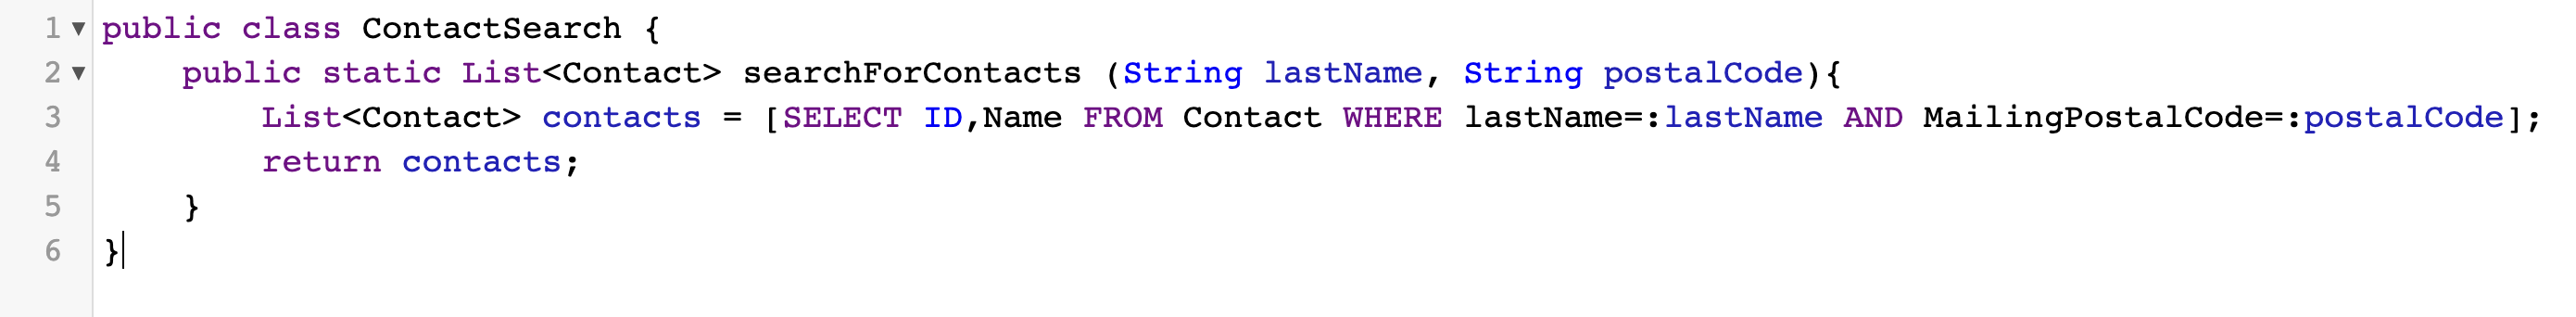 1 ▼ public class ContactSearch {
2 ▼ public static List<Contact> searchForContacts (String lastName, String postalCode){
3 List<Contact> contacts = [SELECT ID,Name FROM Contact WHERE lastName=:lastName AND MailingPostalCode=:postalCode];
4 return contacts;
5 }
6 }